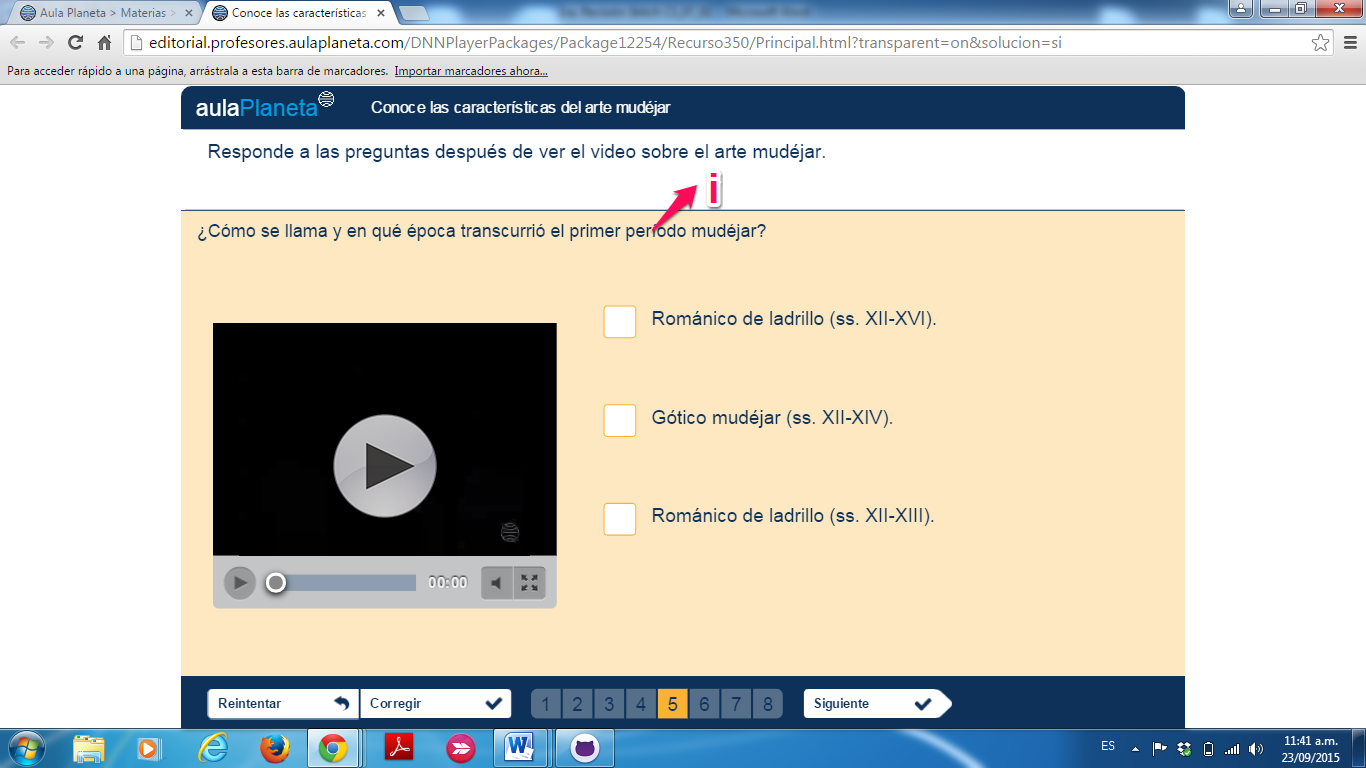 Aula Planeta > Materias >
Conoce las características
editorial.profesores.aulaplaneta.com/DNNPlayerPackages/Package12254/Recurso350/Principal.html?transparent=on&solucion=si
Para acceder rápido a una página, arrástrala a esta barra de marcadores. Importar marcadores ahora...
aulaPlaneta Conoce las características del arte mudéjar
Responde a las preguntas después de ver el video sobre el arte mudéjar.
i
¿Cómo se llama y en qué época transcurrió el primer período mudéjar?
Románico de ladrillo (ss. XII-XVI).
Gótico mudéjar (ss. XII-XIV).
Románico de ladrillo (ss. XII-XIII).
00:00
Reintentar Corregir 1 2 3 4 5 6 7 8 Siguiente
ES 11:41 a.m.
23/09/2015